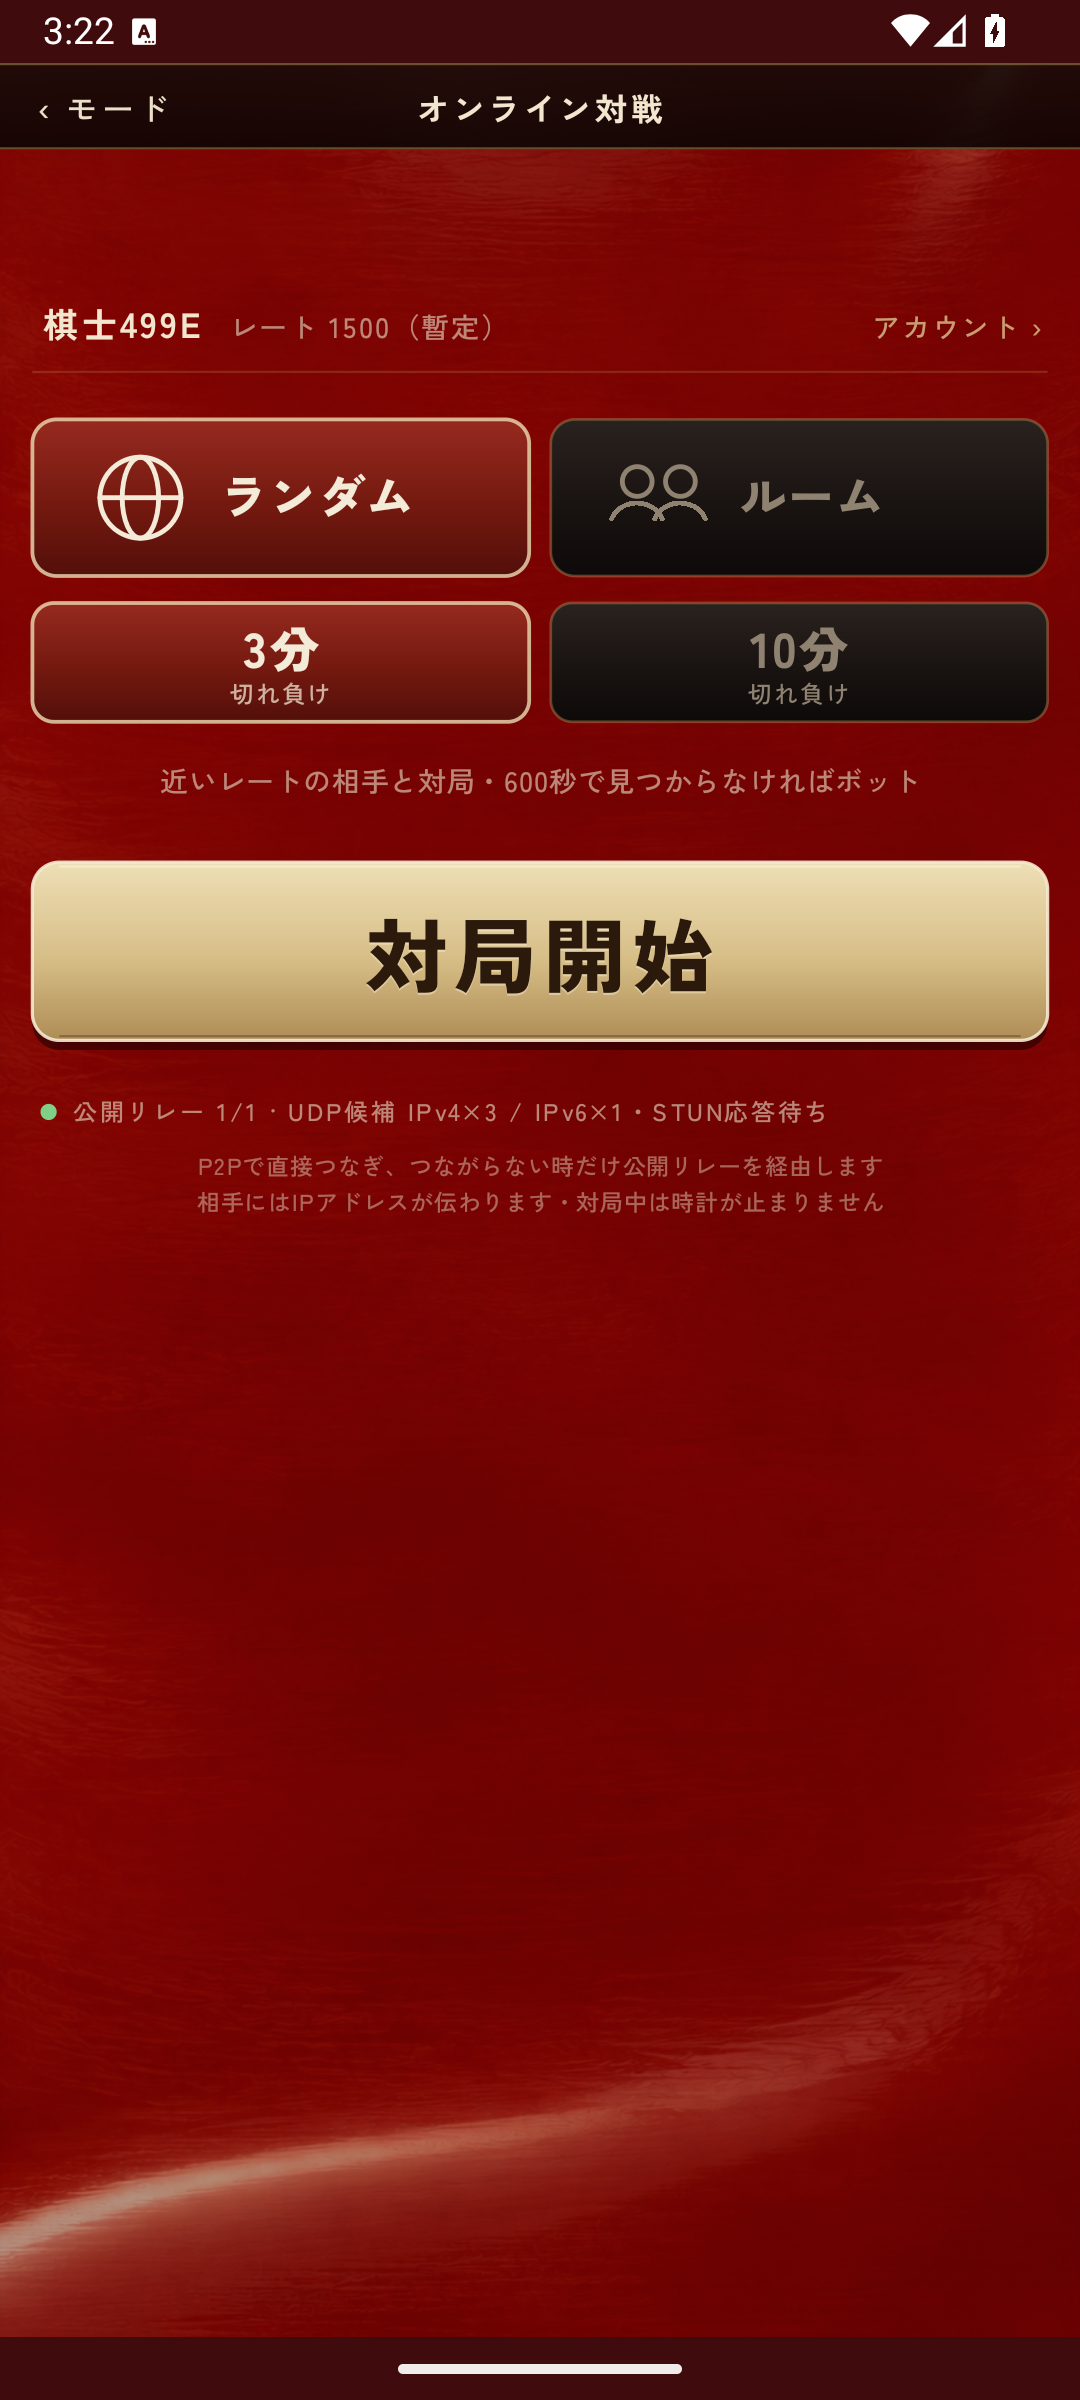 3:22
‹ モード
オンライン対戦
棋士499E レート 1500（暫定）
アカウント ›
ランダム
ルーム
3分
切れ負け
10分
切れ負け
近いレートの相手と対局・600秒で見つからなければボット
対局開始
公開リレー 1/1 · UDP候補 IPv4×3 / IPv6×1・STUN応答待ち
P2Pで直接つなぎ、つながらない時だけ公開リレーを経由します
相手にはIPアドレスが伝わります・対局中は時計が止まりません